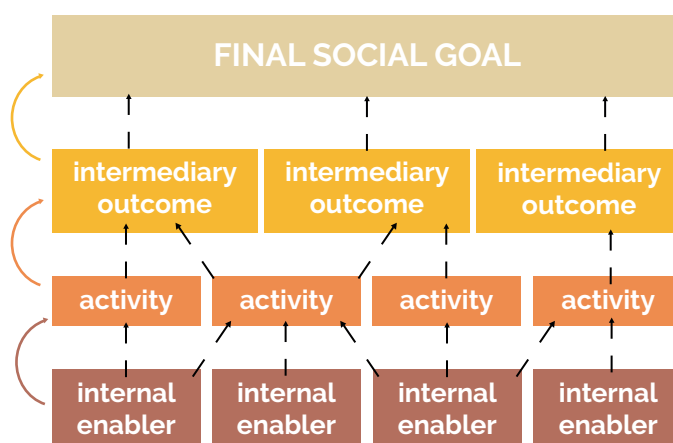 FINAL SOCIAL GOAL
intermediary
outcome
intermediary
outcome
intermediary
outcome
activity
activity
activity
activity
internal
enabler
internal
enabler
internal
enabler
internal
enabler